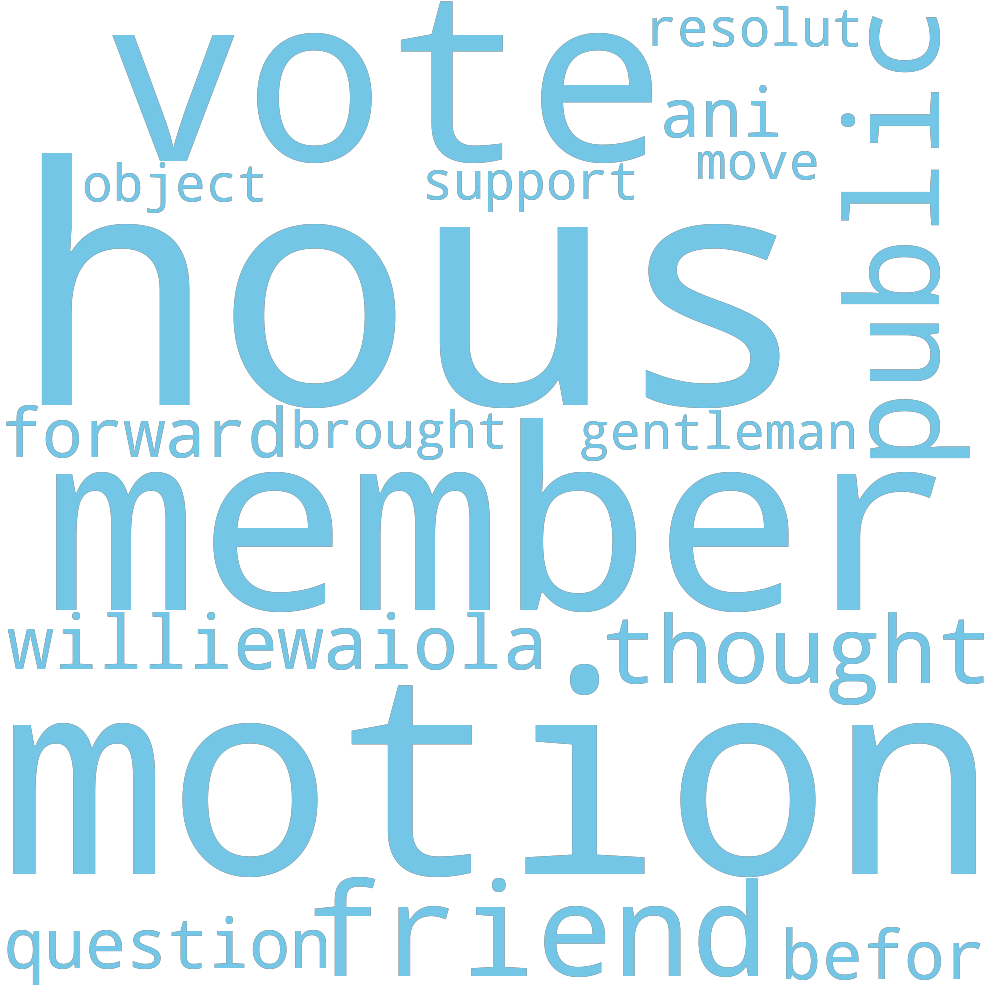 vote
resolut
public
ani
move
object
support
hous
forward
brought
gentleman
member
williewaiola
thought
motion
friend
question
befor